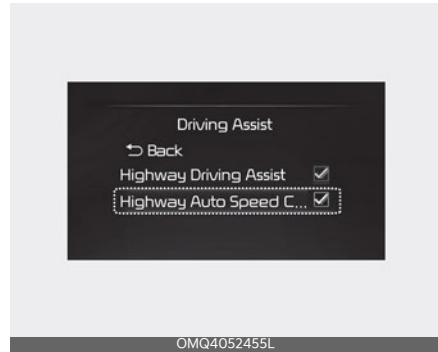 Driving Assist
Back
Highway Driving Assist
Highway Auto Speed C...
OMQ4052455L